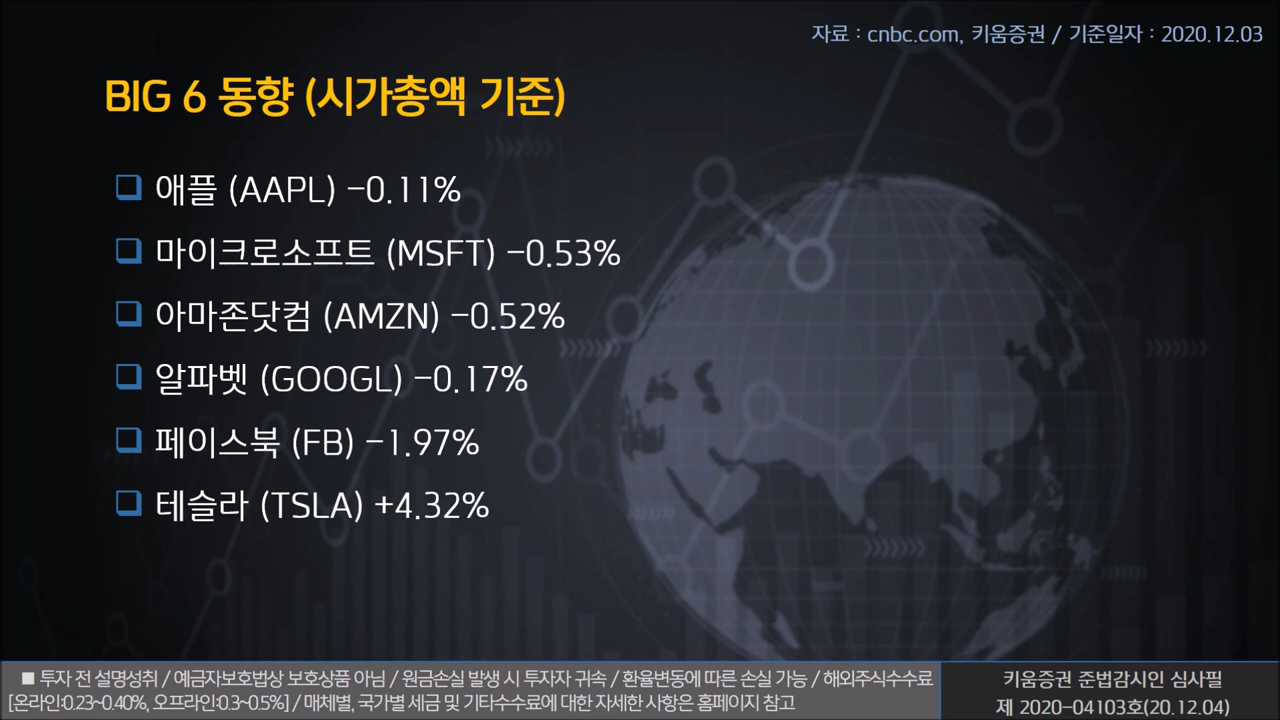 자료 : cnbc.com, 키움증권 / 기준일자 : 2020.12.03
BIG 6 동향 (시가총액 기준)
❑ 애플 (AAPL) -0.11%
❑ 마이크로소프트 (MSFT) -0.53%
❑ 아마존닷컴 (AMZN) -0.52%
❑ 알파벳 (GOOGL) -0.17%
❑ 페이스북 (FB) -1.97%
❑ 테슬라 (TSLA) +4.32%
■ 투자 전 설명성취 / 예금자보호법상 보호상품 아님 / 원금손실 발생 시 투자자 귀속 / 환율변동에 따른 손실 가능 / 해외주식수수료
[온라인:0.23~0.40%, 오프라인:0.3~0.5%] / 매체별, 국가별 세금 및 기타수수료에 대한 자세한 사항은 홈페이지 참고
키움증권 준법감시인 심사필
제 2020-04103호(20.12.04)